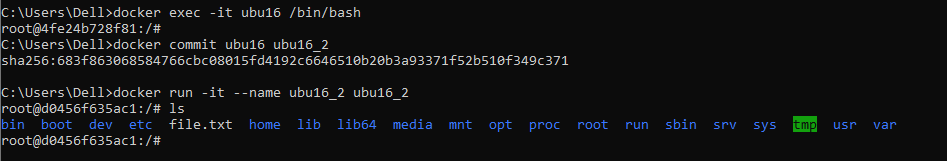 C:\Users\Dell>docker exec -it ubu16 /bin/bash
root@4fe24b728f81:/#
C:\Users\Dell>docker commit ubu16 ubu16_2
sha256:683f863068584766cbc08015fd4192c6646510b20b3a93371f52b510f349c371
C:\Users\Dell>docker run -it --name ubu16_2 ubu16_2
root@d0456f635ac1:/# ls
bin boot dev etc file.txt home lib lib64 media mnt opt proc root run sbin srv sys tmp usr var
root@d0456f635ac1:/#